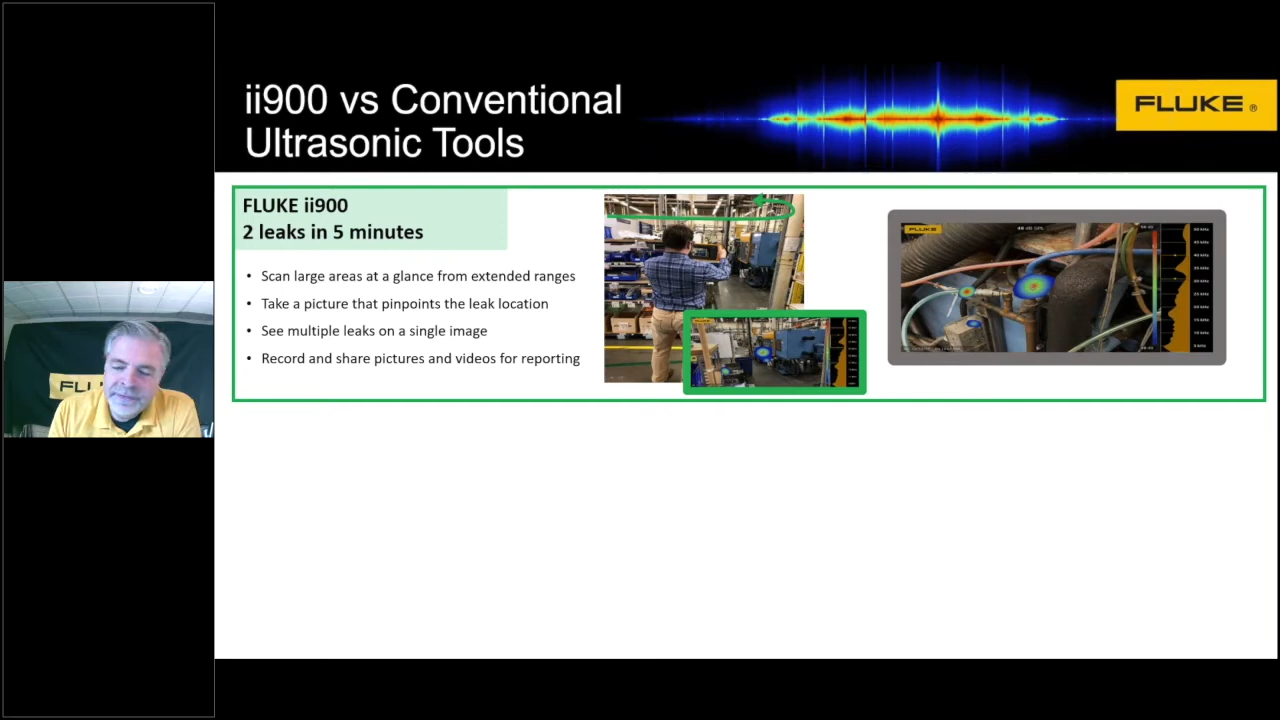 ii900 vs Conventional
Ultrasonic Tools
FLUKE ®
FLUKE ii900
2 leaks in 5 minutes
• Scan large areas at a glance from extended ranges
• Take a picture that pinpoints the leak location
• See multiple leaks on a single image
• Record and share pictures and videos for reporting
FLUKE
FLU